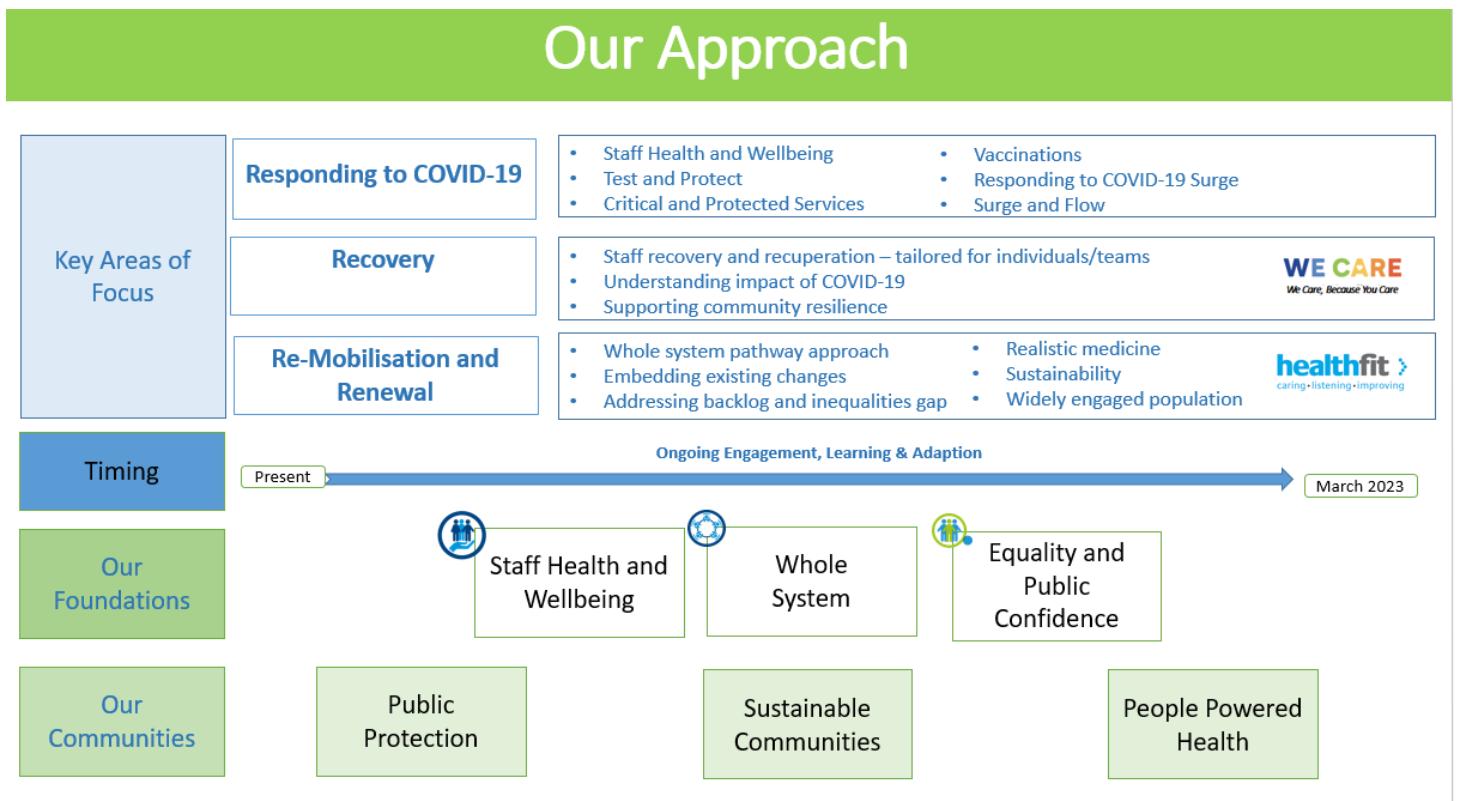 Our Approach
Key Areas of
Focus
Responding to COVID-19
• Staff Health and Wellbeing
• Test and Protect
• Critical and Protected Services
• Vaccinations
• Responding to COVID-19 Surge
• Surge and Flow
Recovery
• Staff recovery and recuperation – tailored for individuals/teams
• Understanding impact of COVID-19
• Supporting community resilience
WE CARE
We Care, Because You Care
Re-Mobilisation and
Renewal
• Whole system pathway approach
• Embedding existing changes
• Addressing backlog and inequalities gap
• Realistic medicine
• Sustainability
• Widely engaged population
healthfit
caring•listening•improving
Timing
Ongoing Engagement, Learning & Adaption
Present
March 2023
Our
Foundations
Staff Health and
Wellbeing
Whole
System
Equality and
Public
Confidence
Our
Communities
Public
Protection
Sustainable
Communities
People Powered
Health